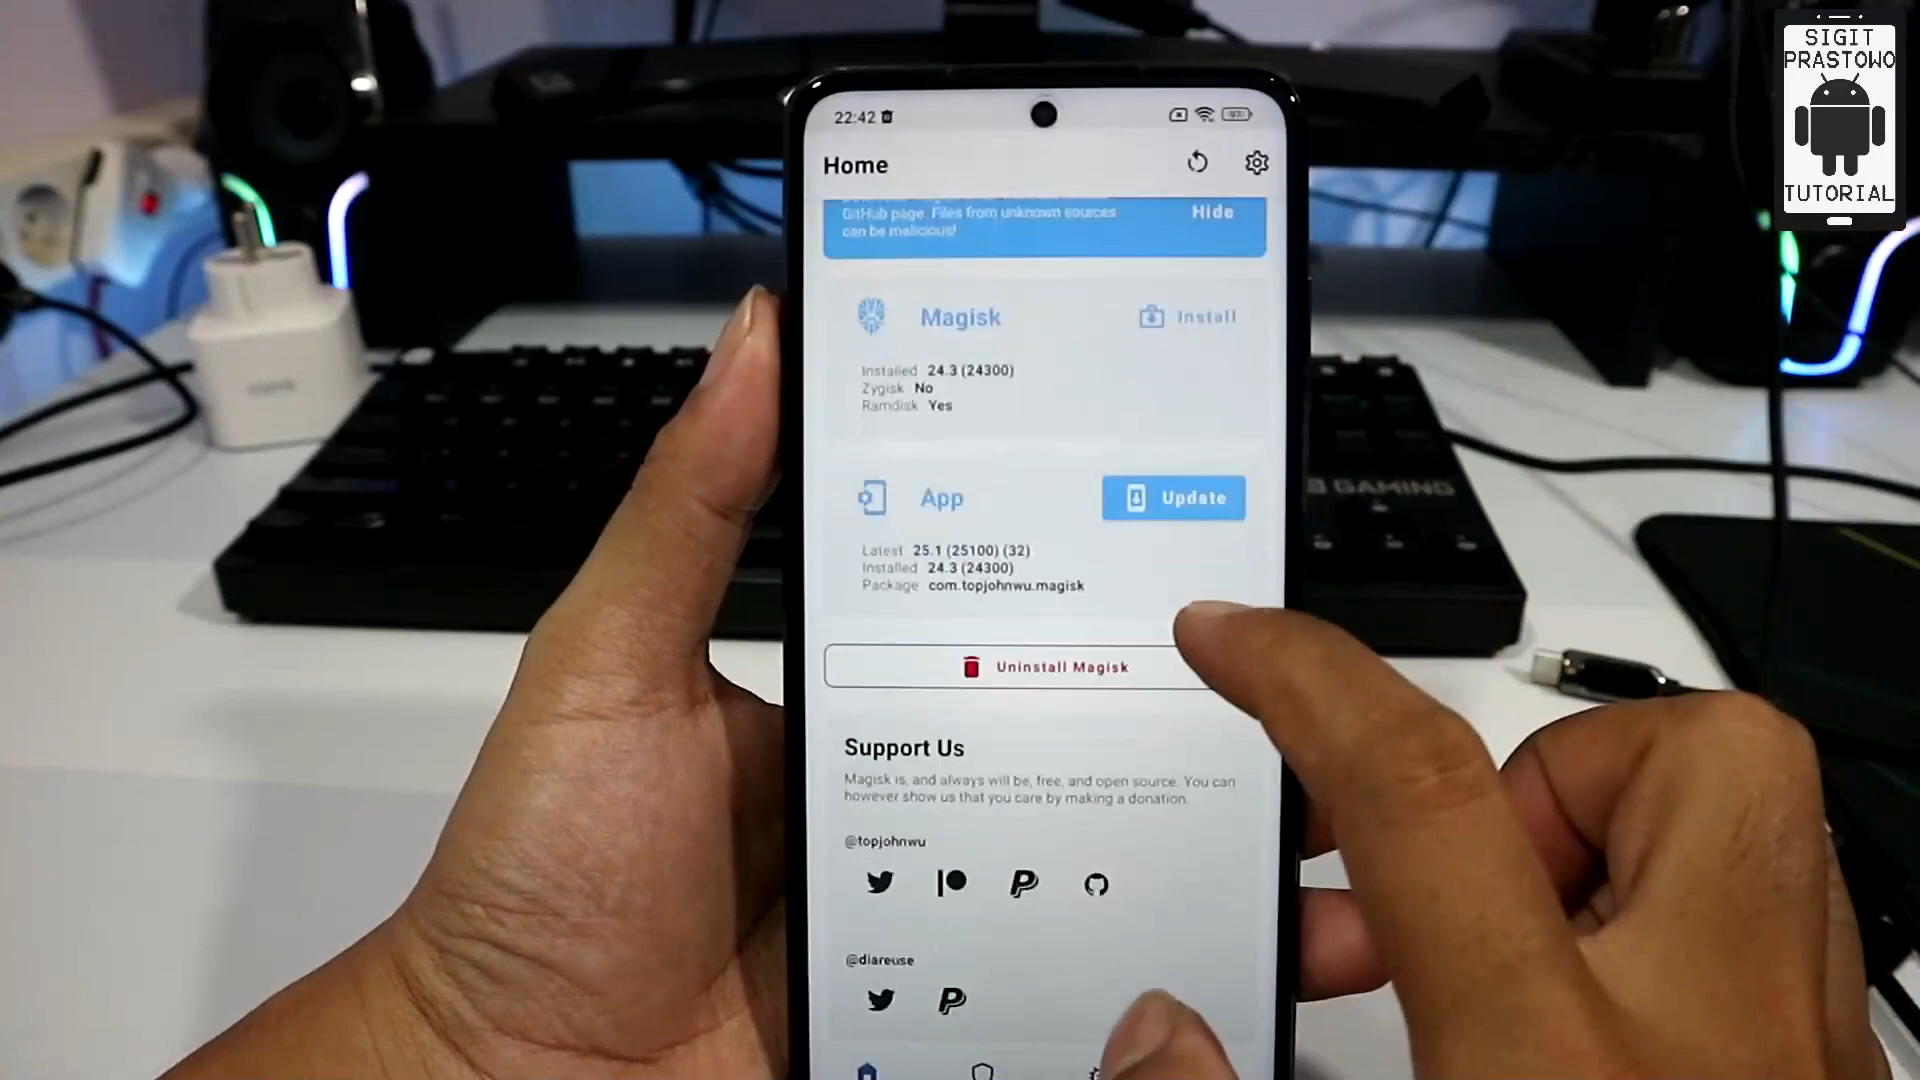 SIGIT
PRASTOWO
TUTORIAL
22:42
Home
GitHub page. Files from unknown sources
can be malicious!
Hide
Magisk
Install
Installed 24.3 (24300)
Zygisk No
Ramdisk Yes
App
Update
Latest 25.1 (25100) (32)
Installed 24.3 (24300)
Package com.topjohnwu.magisk
Uninstall Magisk
Support Us
Magisk is, and always will be, free, and open source. You can
however show us that you care by making a donation.
@topjohnwu
@diareuse
GAMING